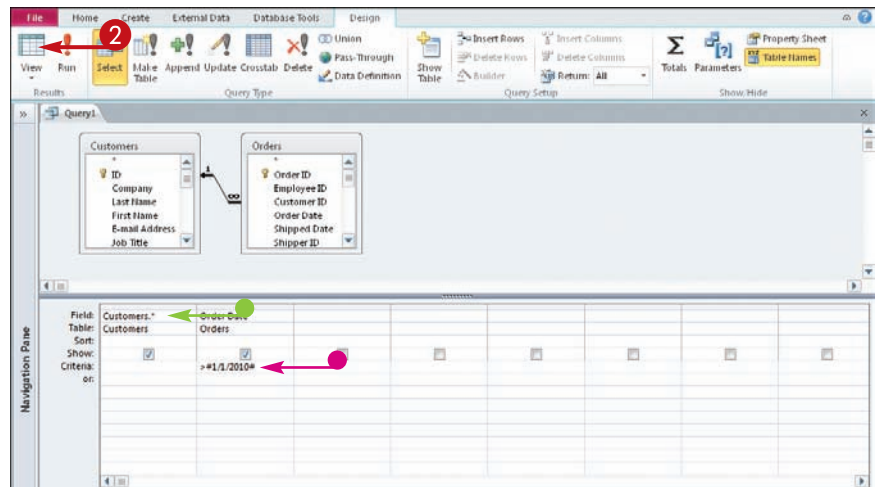 File Home Create External Data Database Tools Design
2
View Run Select Make Table Append Update Crosstab Delete
Union
Pass-Through
Data Definition
Show Table
Insert Rows
Delete Rows
Builder
Insert Columns
Delete Columns
Return: All
Totals Parameters
Property Sheet
Table Names
Results Query Type Query Setup Show/Hide
» Query1 ×
Customers
*
ID
Company
Last Name
First Name
E-mail Address
Job Title
1 ∞
Orders
*
Order ID
Employee ID
Customer ID
Order Date
Shipped Date
Shipper ID
Navigation Pane
Field: Customers.* Order Date
Table: Customers Orders
Sort:
Show:
Criteria: >#1/1/2010#
or: